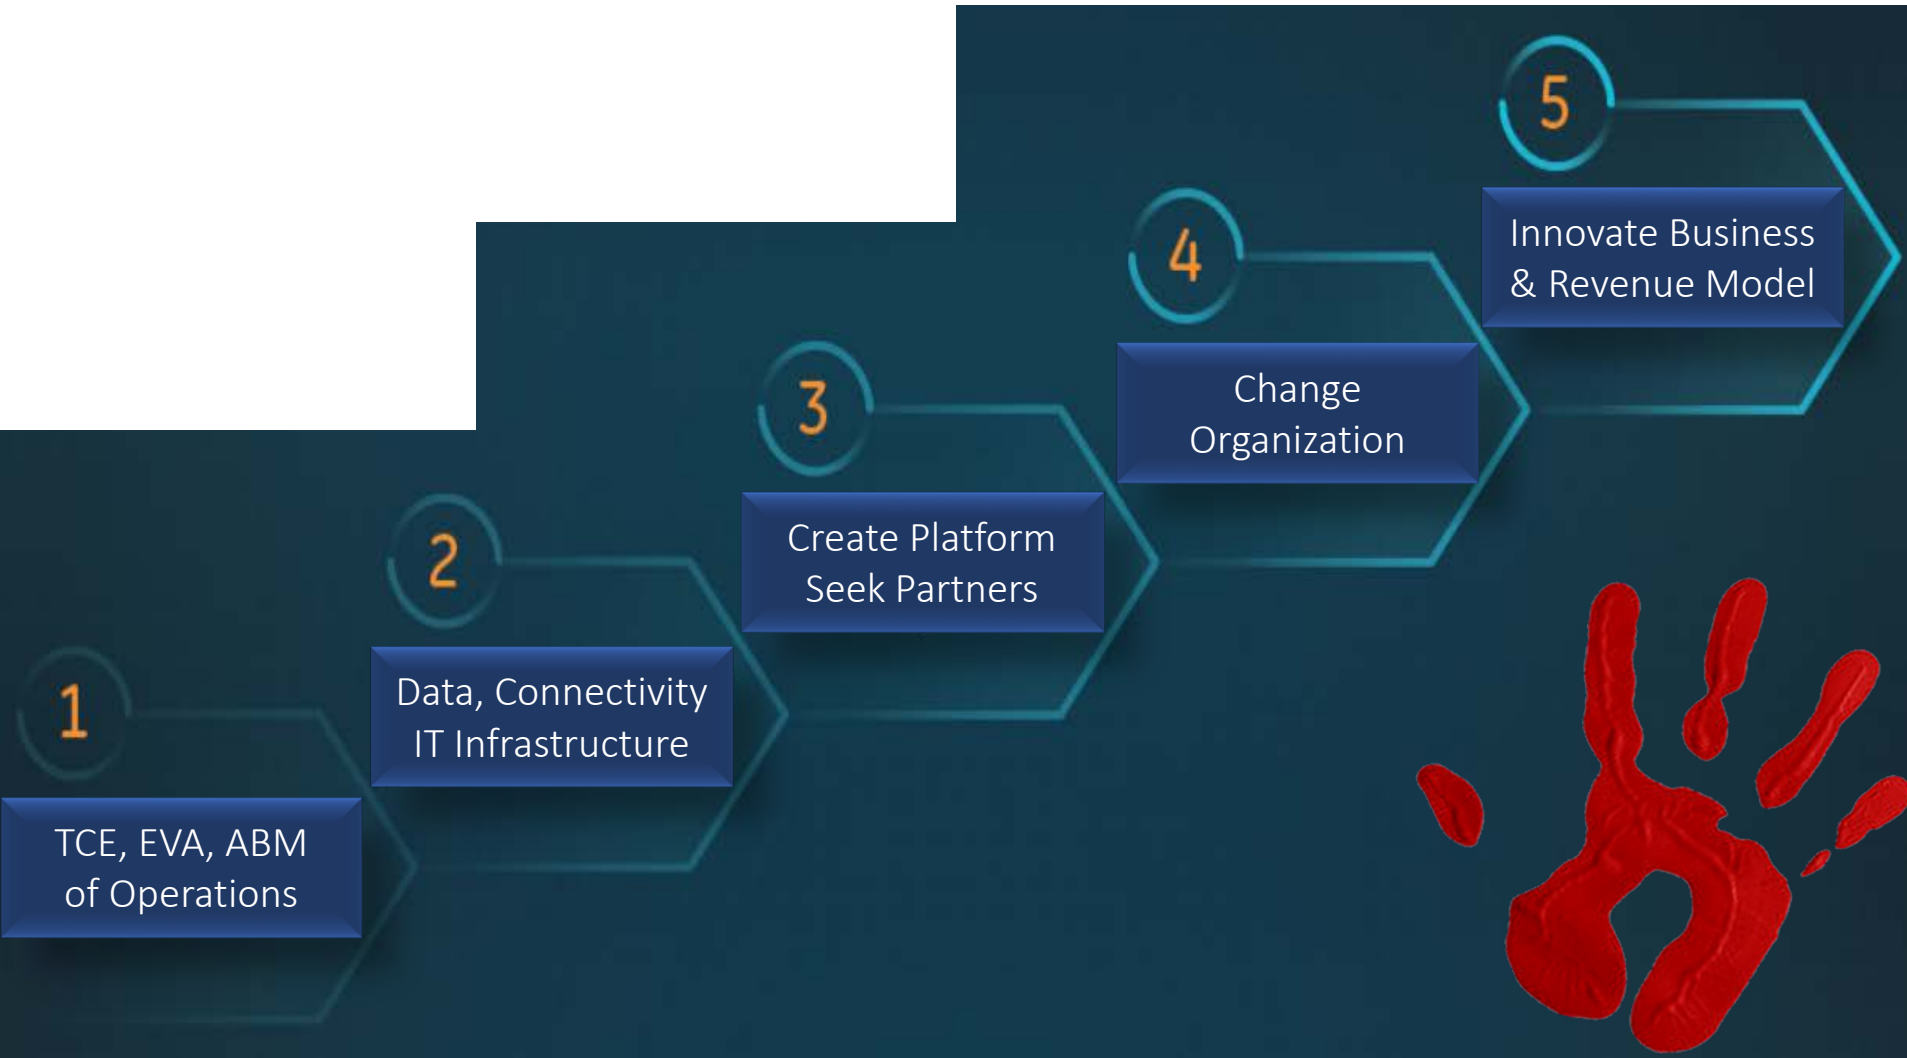 1
TCE, EVA, ABM
of Operations
2
Data, Connectivity
IT Infrastructure
3
Create Platform
Seek Partners
4
Change
Organization
5
Innovate Business
& Revenue Model